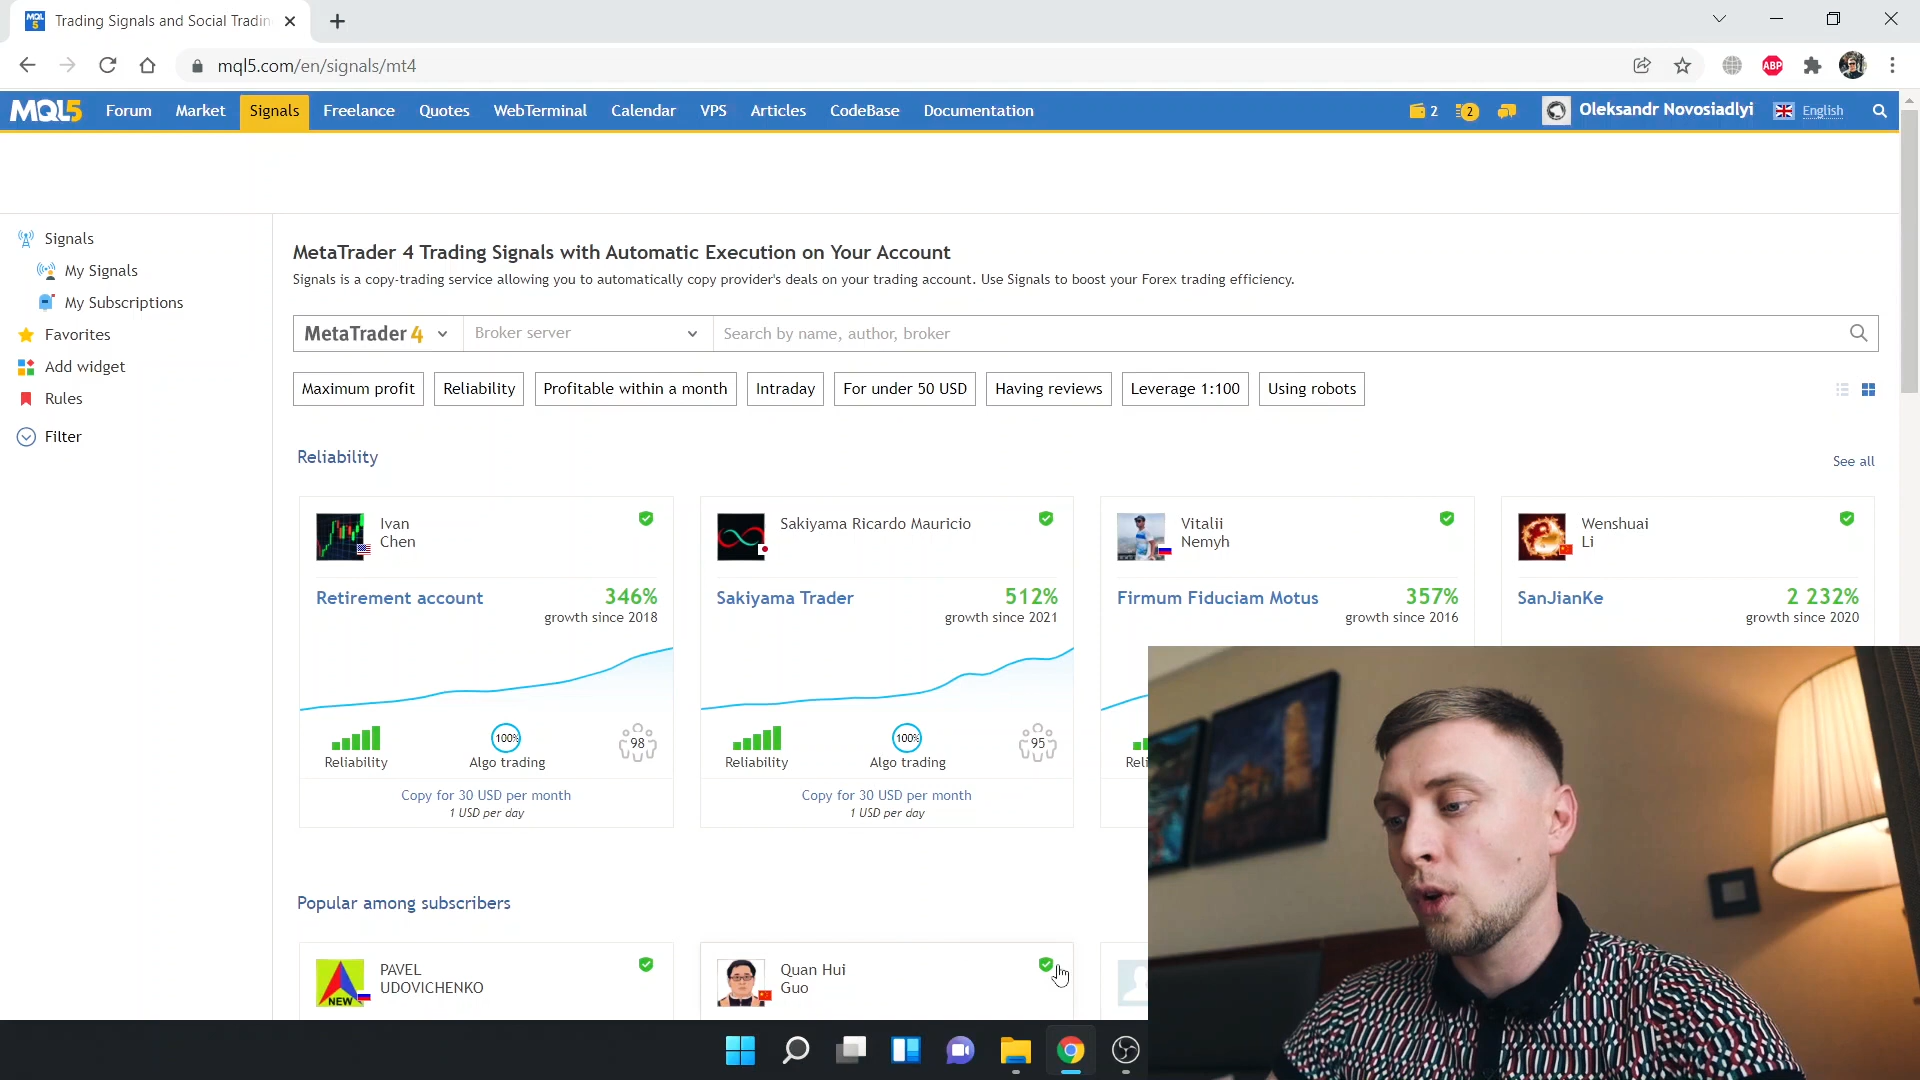 Trading Signals and Social Tradin
mql5.com/en/signals/mt4
ABP
MQL5 Forum Market Signals Freelance Quotes WebTerminal Calendar VPS Articles CodeBase Documentation 2 2 Oleksandr Novosiadlyi English
Signals
My Signals
My Subscriptions
Favorites
Add widget
Rules
Filter
MetaTrader 4 Trading Signals with Automatic Execution on Your Account
Signals is a copy-trading service allowing you to automatically copy provider's deals on your trading account. Use Signals to boost your Forex trading efficiency.
MetaTrader 4 Broker server Search by name, author, broker
Maximum profit Reliability Profitable within a month Intraday For under 50 USD Having reviews Leverage 1:100 Using robots
Reliability See all
Ivan
Chen
Retirement account 346%
growth since 2018
100% 98
Reliability Algo trading
Copy for 30 USD per month
1 USD per day
Sakiyama Ricardo Mauricio
Sakiyama Trader 512%
growth since 2021
100% 95
Reliability Algo trading
Copy for 30 USD per month
1 USD per day
Vitalii
Nemyh
Firmum Fiduciam Motus 357%
growth since 2016
Reli
Wenshuai
Li
SanJianKe 2 232%
growth since 2020
Popular among subscribers
PAVEL
UDOVICHENKO
NEW
Quan Hui
Guo